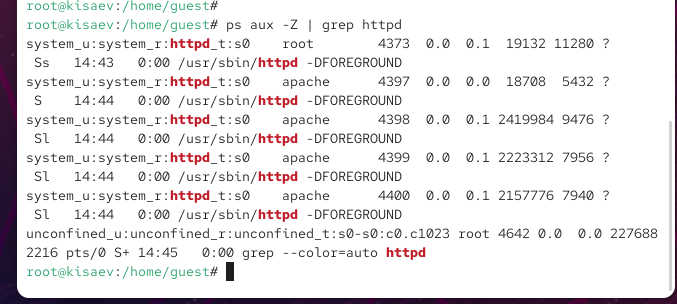 root@kisaev:/home/guest#
root@kisaev:/home/guest# ps aux -Z | grep httpd
system_u:system_r:httpd_t:s0    root        4373  0.0  0.1  19132 11280 ?
 Ss   14:43   0:00 /usr/sbin/httpd -DFOREGROUND
system_u:system_r:httpd_t:s0    apache      4397  0.0  0.0  18708  5432 ?
 S    14:44   0:00 /usr/sbin/httpd -DFOREGROUND
system_u:system_r:httpd_t:s0    apache      4398  0.0  0.1 2419984 9476 ?
 Sl   14:44   0:00 /usr/sbin/httpd -DFOREGROUND
system_u:system_r:httpd_t:s0    apache      4399  0.0  0.1 2223312 7956 ?
 Sl   14:44   0:00 /usr/sbin/httpd -DFOREGROUND
system_u:system_r:httpd_t:s0    apache      4400  0.0  0.1 2157776 7940 ?
 Sl   14:44   0:00 /usr/sbin/httpd -DFOREGROUND
unconfined_u:unconfined_r:unconfined_t:s0-s0:c0.c1023 root 4642 0.0  0.0 227688
2216 pts/0 S+ 14:45   0:00 grep --color=auto httpd
root@kisaev:/home/guest#